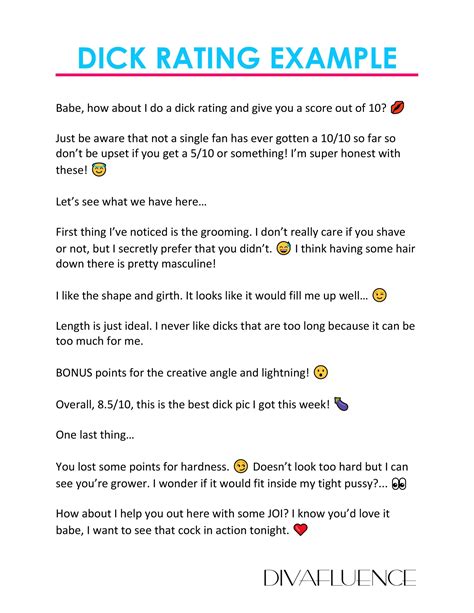 DICK RATING EXAMPLE
Babe, how about I do a dick rating and give you a score out of 10? 💋
Just be aware that not a single fan has ever gotten a 10/10 so far so
don’t be upset if you get a 5/10 or something! I’m super honest with
these! 😇
Let’s see what we have here…
First thing I’ve noticed is the grooming. I don’t really care if you shave
or not, but I secretly prefer that you didn’t. 😅 I think having some hair
down there is pretty masculine!
I like the shape and girth. It looks like it would fill me up well… 😉
Length is just ideal. I never like dicks that are too long because it can be
too much for me.
BONUS points for the creative angle and lightning! 😮
Overall, 8.5/10, this is the best dick pic I got this week! 🍆
One last thing…
You lost some points for hardness. 😏 Doesn’t look too hard but I can
see you’re grower. I wonder if it would fit inside my tight pussy?... 👀
How about I help you out here with some JOI? I know you’d love it
babe, I want to see that cock in action tonight. ❤️
DIVAFLUENCE